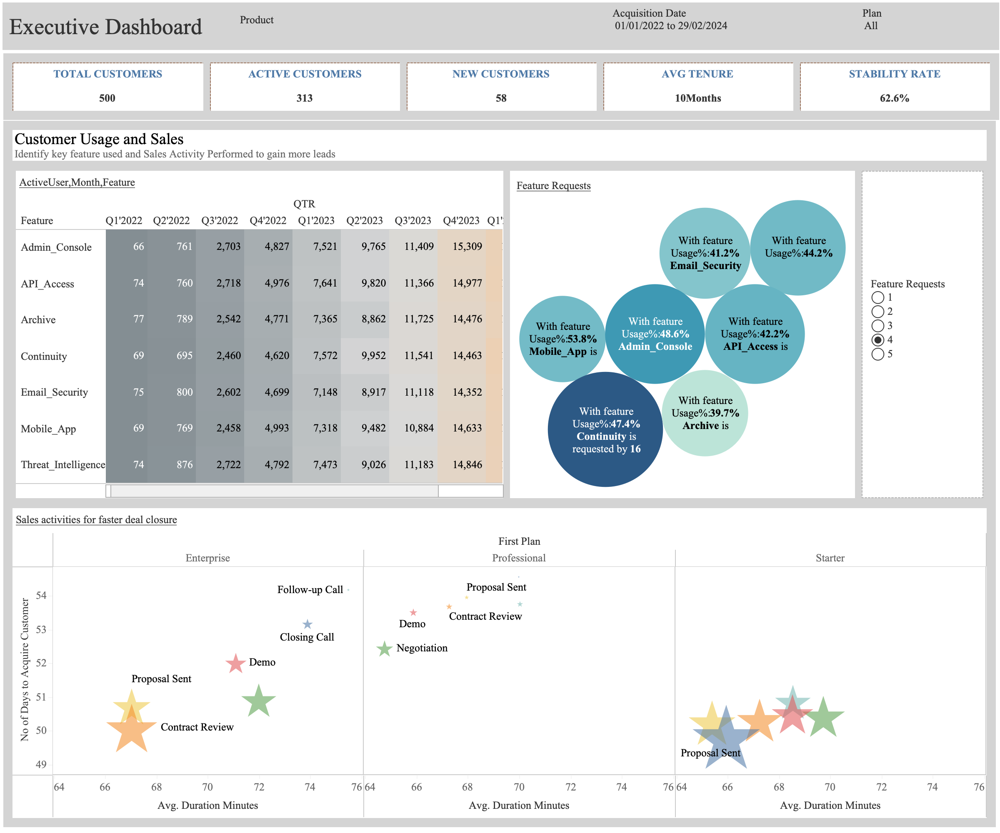 Executive Dashboard
Product
Acquisition Date
01/01/2022 to 29/02/2024
Plan
All
TOTAL CUSTOMERS
500
ACTIVE CUSTOMERS
313
NEW CUSTOMERS
58
AVG TENURE
10Months
STABILITY RATE
62.6%
Customer Usage and Sales
Identify key feature used and Sales Activity Performed to gain more leads
ActiveUser,Month,Feature
QTR
Feature Q1'2022 Q2'2022 Q3'2022 Q4'2022 Q1'2023 Q2'2023 Q3'2023 Q4'2023 Q1'
Admin_Console 66 761 2,703 4,827 7,521 9,765 11,409 15,309
API_Access 74 760 2,718 4,976 7,641 9,820 11,366 14,977
Archive 77 789 2,542 4,771 7,365 8,862 11,725 14,476
Continuity 69 695 2,460 4,620 7,572 9,952 11,541 14,463
Email_Security 75 800 2,602 4,699 7,148 8,917 11,118 14,352
Mobile_App 69 769 2,458 4,993 7,318 9,482 10,884 14,633
Threat_Intelligence 74 876 2,722 4,792 7,473 9,026 11,183 14,846
Feature Requests
With feature
Usage%:41.2%
Email_Security
With feature
Usage%:44.2%
With feature
Usage%:53.8%
Mobile_App is
With feature
Usage%:48.6%
Admin_Console
With feature
Usage%:42.2%
API_Access is
With feature
Usage%:47.4%
Continuity is
requested by 16
With feature
Usage%:39.7%
Archive is
Feature Requests
1
2
3
4
5
Sales activities for faster deal closure
First Plan
Enterprise
Professional
Starter
No of Days to Acquire Customer
54
53
52
51
50
49
Follow-up Call
Closing Call
Demo
Proposal Sent
Contract Review
Proposal Sent
Contract Review
Demo
Negotiation
Proposal Sent
64 66 68 70 72 74 76
64 66 68 70 72 74 76
64 66 68 70 72 74 76
Avg. Duration Minutes
Avg. Duration Minutes
Avg. Duration Minutes